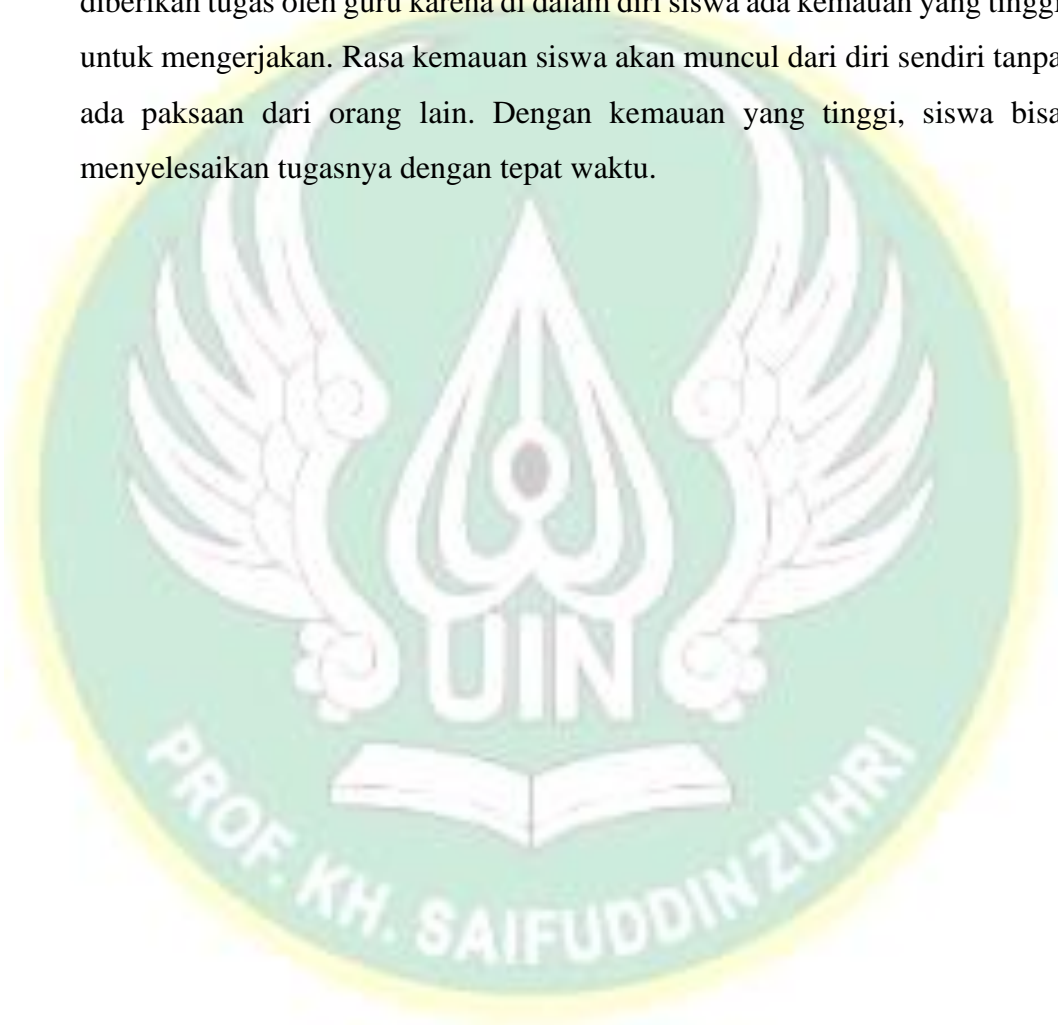 diberikan tugas oleh guru karena di dalam diri siswa ada kemauan yang tinggi
untuk mengerjakan. Rasa kemauan siswa akan muncul dari diri sendiri tanpa
ada paksaan dari orang lain. Dengan kemauan yang tinggi, siswa bisa
menyelesaikan tugasnya dengan tepat waktu.
UIN
PROF. KH. SAIFUDDIN ZUHRI